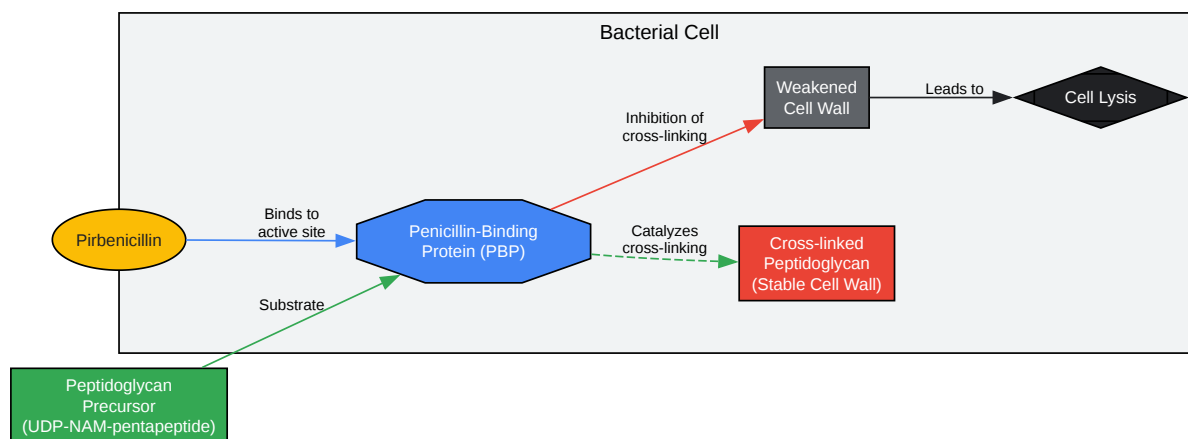 Bacterial Cell
Weakened
Cell Wall
Leads to
Cell Lysis
Inhibition of
cross-linking
Pirbenicillin
Binds to
active site
Penicillin-Binding
Protein (PBP)
Catalyzes
cross-linking
Cross-linked
Peptidoglycan
(Stable Cell Wall)
Substrate
Peptidoglycan
Precursor
(UDP-NAM-pentapeptide)